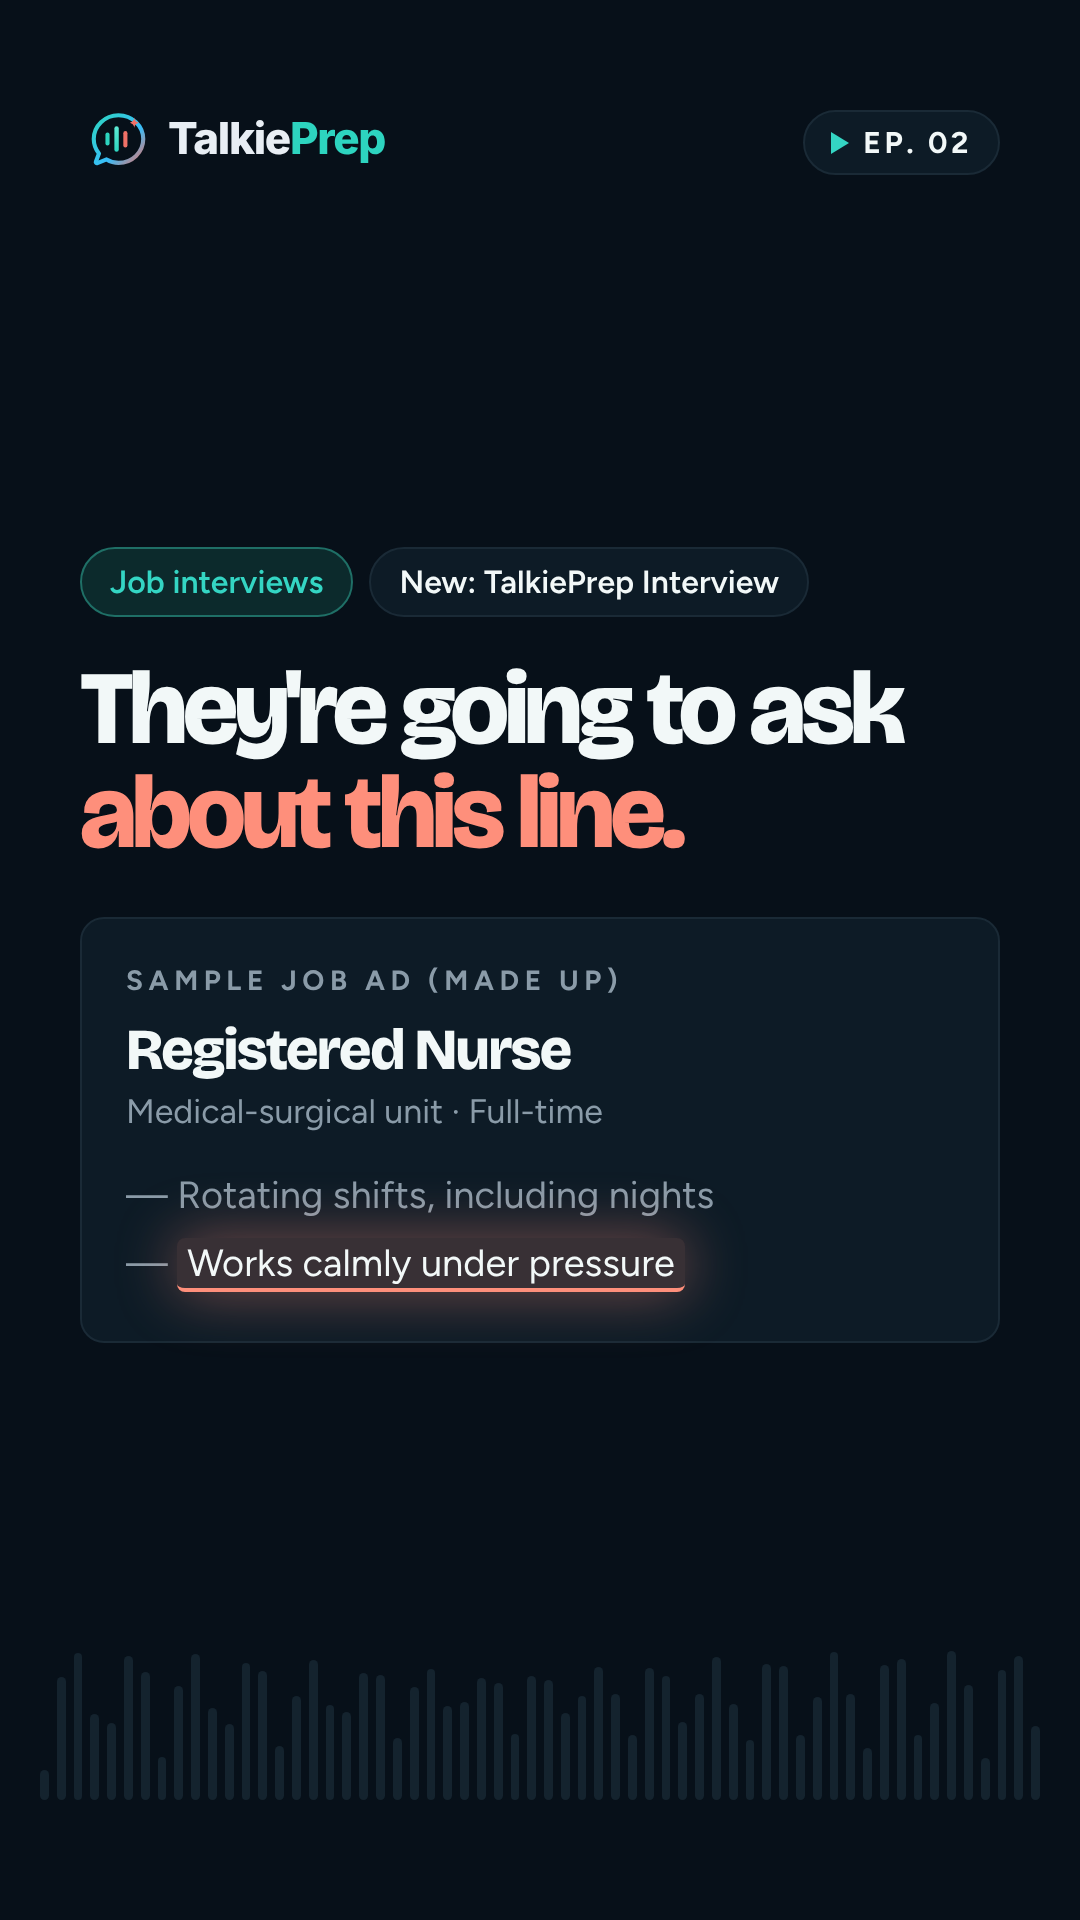 TalkiePrep
EP. 02
Job interviews
New: TalkiePrep Interview
They're going to ask
about this line.
SAMPLE JOB AD (MADE UP)
Registered Nurse
Medical-surgical unit · Full-time
— Rotating shifts, including nights
— Works calmly under pressure